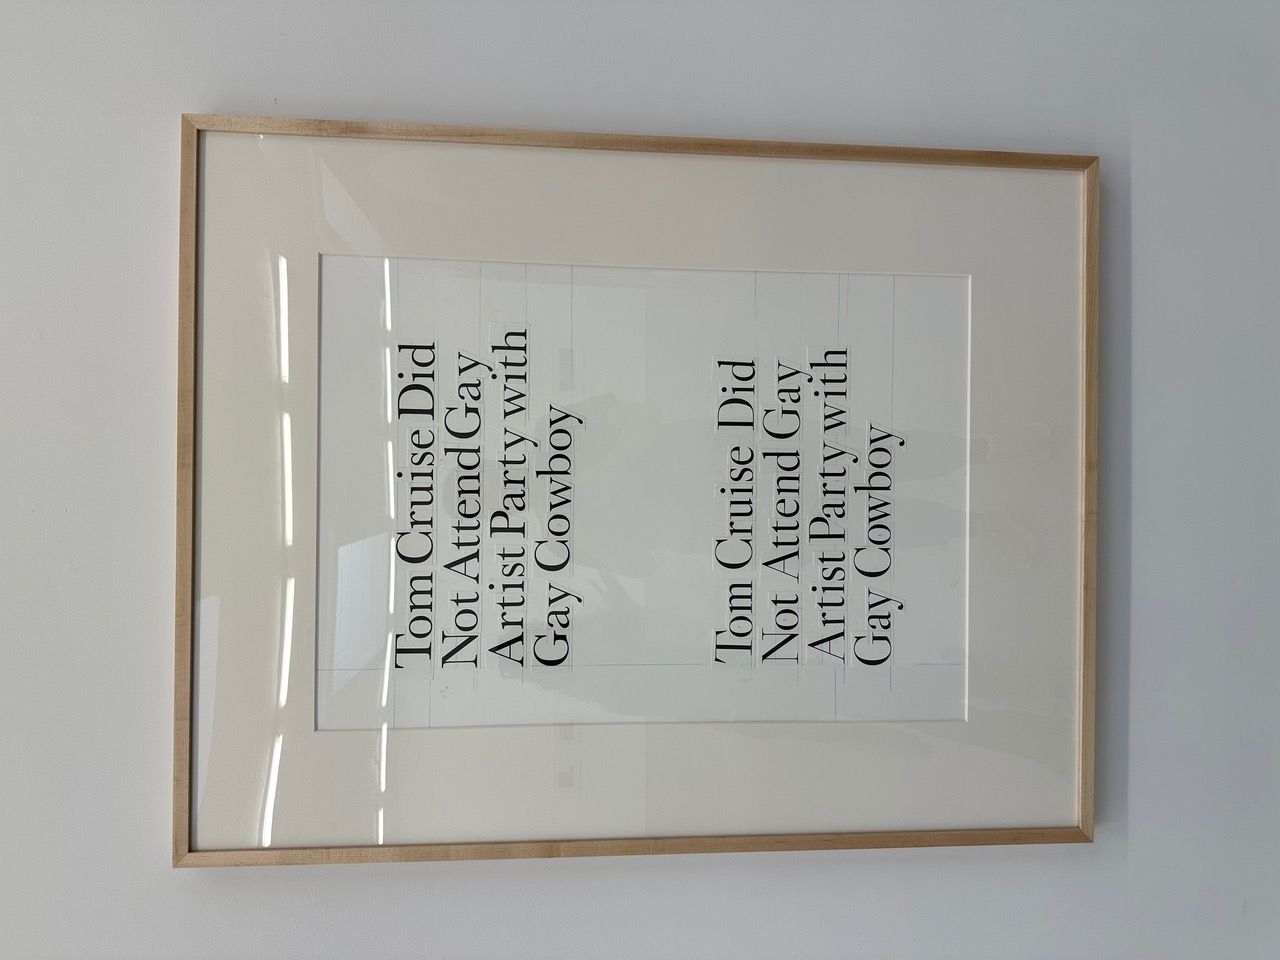 Tom Cruise Did
Not Attend Gay
Artist Party with
Gay Cowboy
Tom Cruise Did
Not Attend Gay
Artist Party with
Gay Cowboy